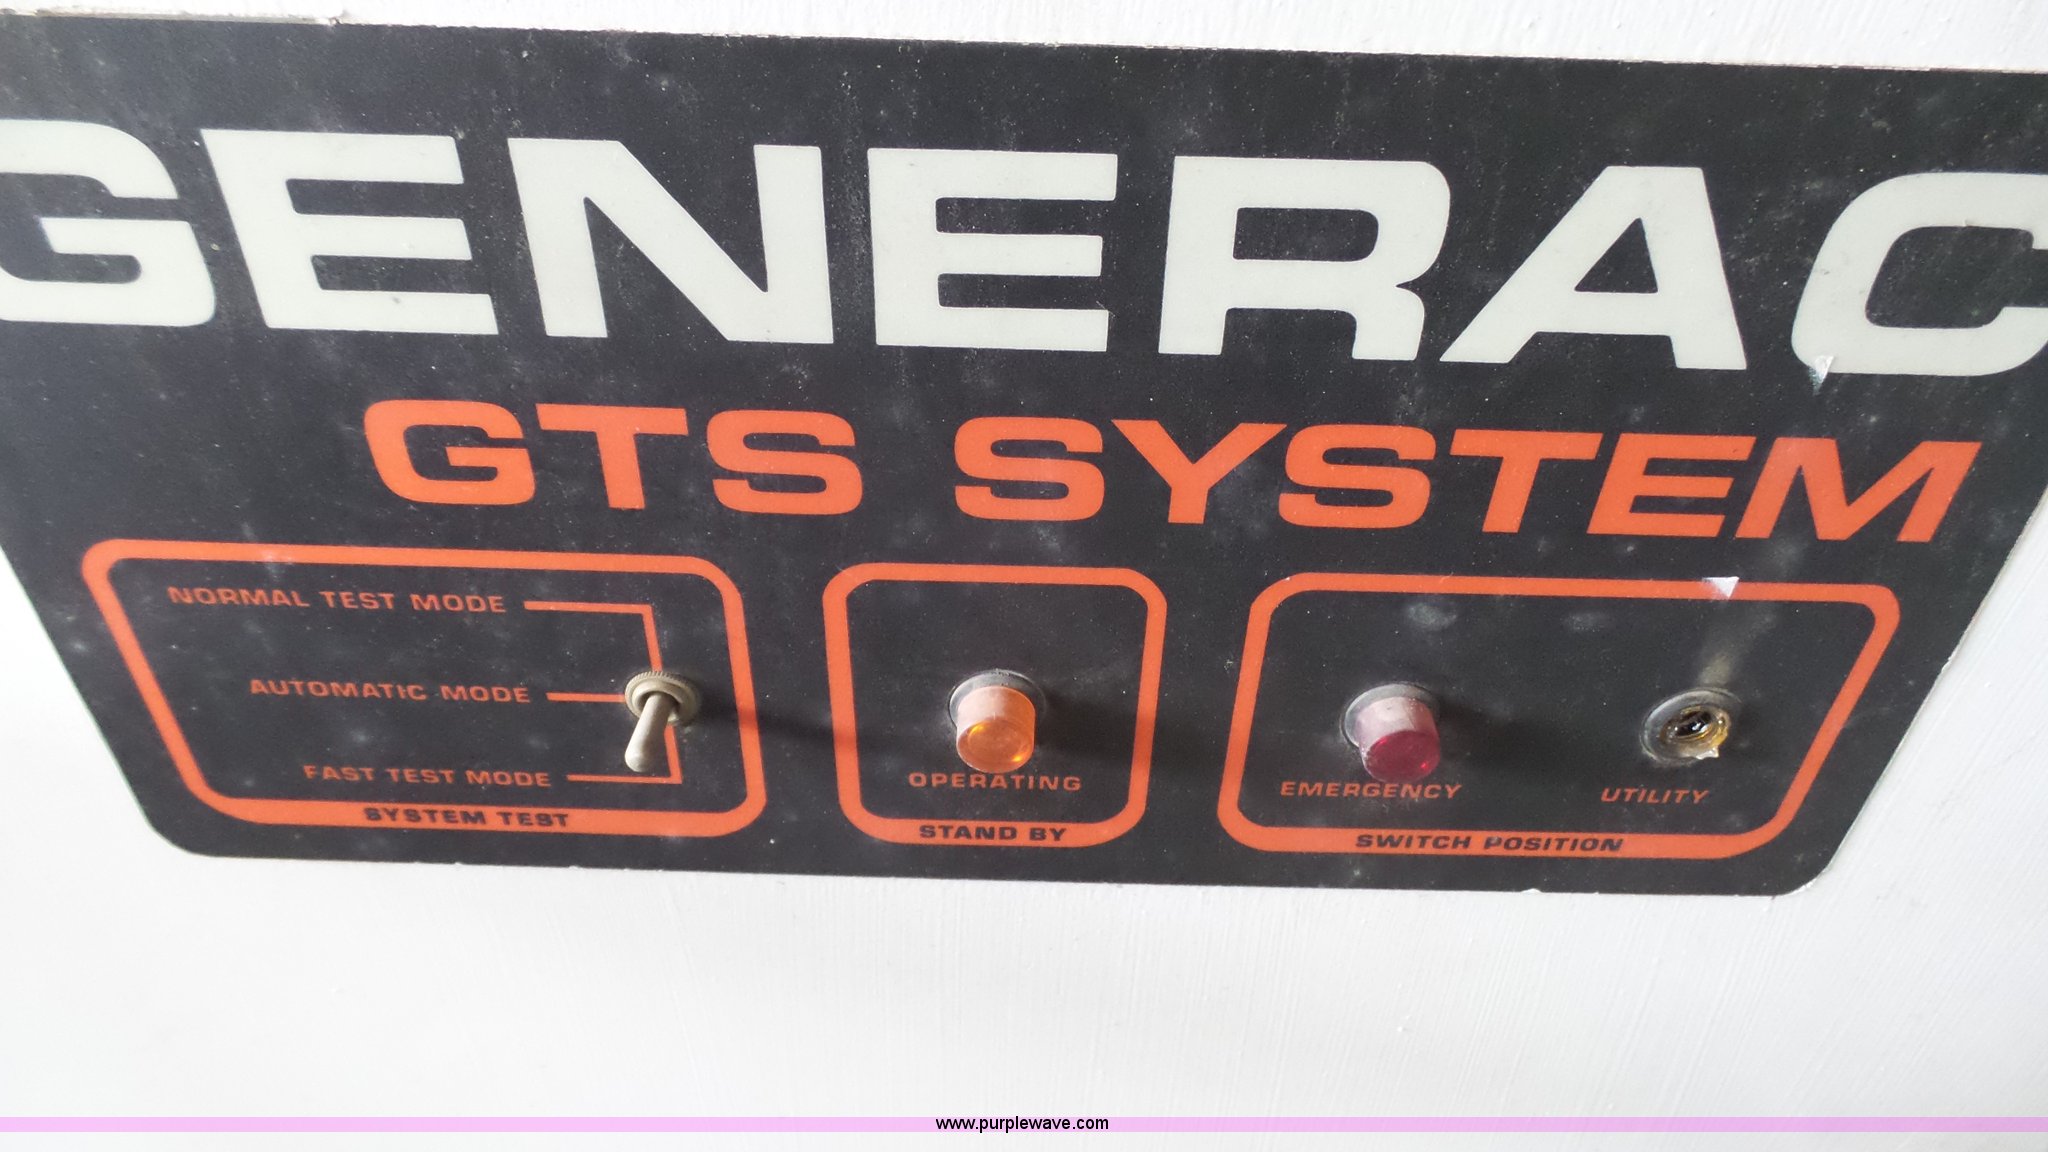 GENERAC
GTS SYSTEM
NORMAL TEST MODE
AUTOMATIC MODE
FAST TEST MODE
SYSTEM TEST
OPERATING
STAND BY
EMERGENCY UTILITY
SWITCH POSITION
www.purplewave.com